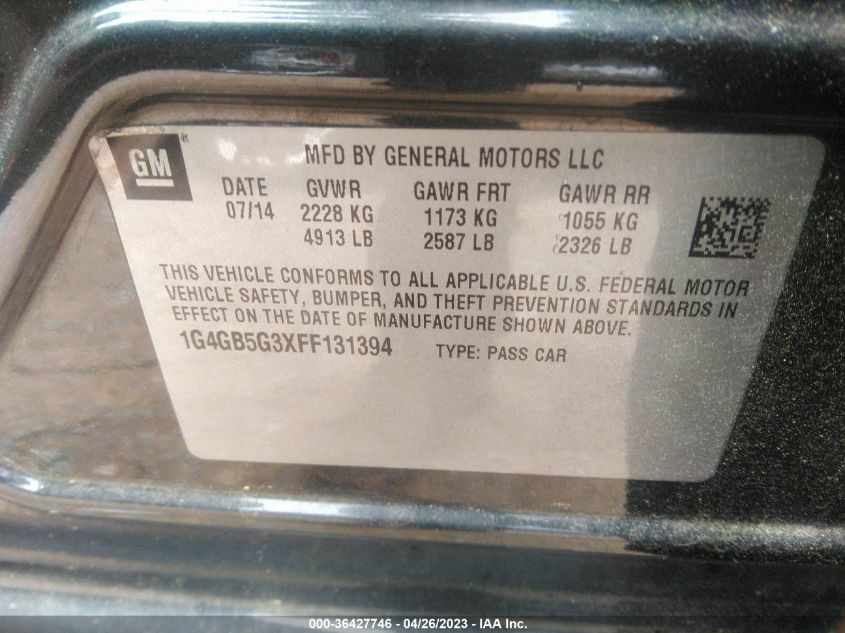 GM
MFD BY GENERAL MOTORS LLC
DATE GVWR GAWR FRT GAWR RR
07/14 2228 KG 1173 KG 1055 KG
4913 LB 2587 LB 2326 LB
THIS VEHICLE CONFORMS TO ALL APPLICABLE U.S. FEDERAL MOTOR
VEHICLE SAFETY, BUMPER, AND THEFT PREVENTION STANDARDS IN
EFFECT ON THE DATE OF MANUFACTURE SHOWN ABOVE.
1G4GB5G3XFF131394 TYPE: PASS CAR
000-36427746 - 04/26/2023 - IAA Inc.